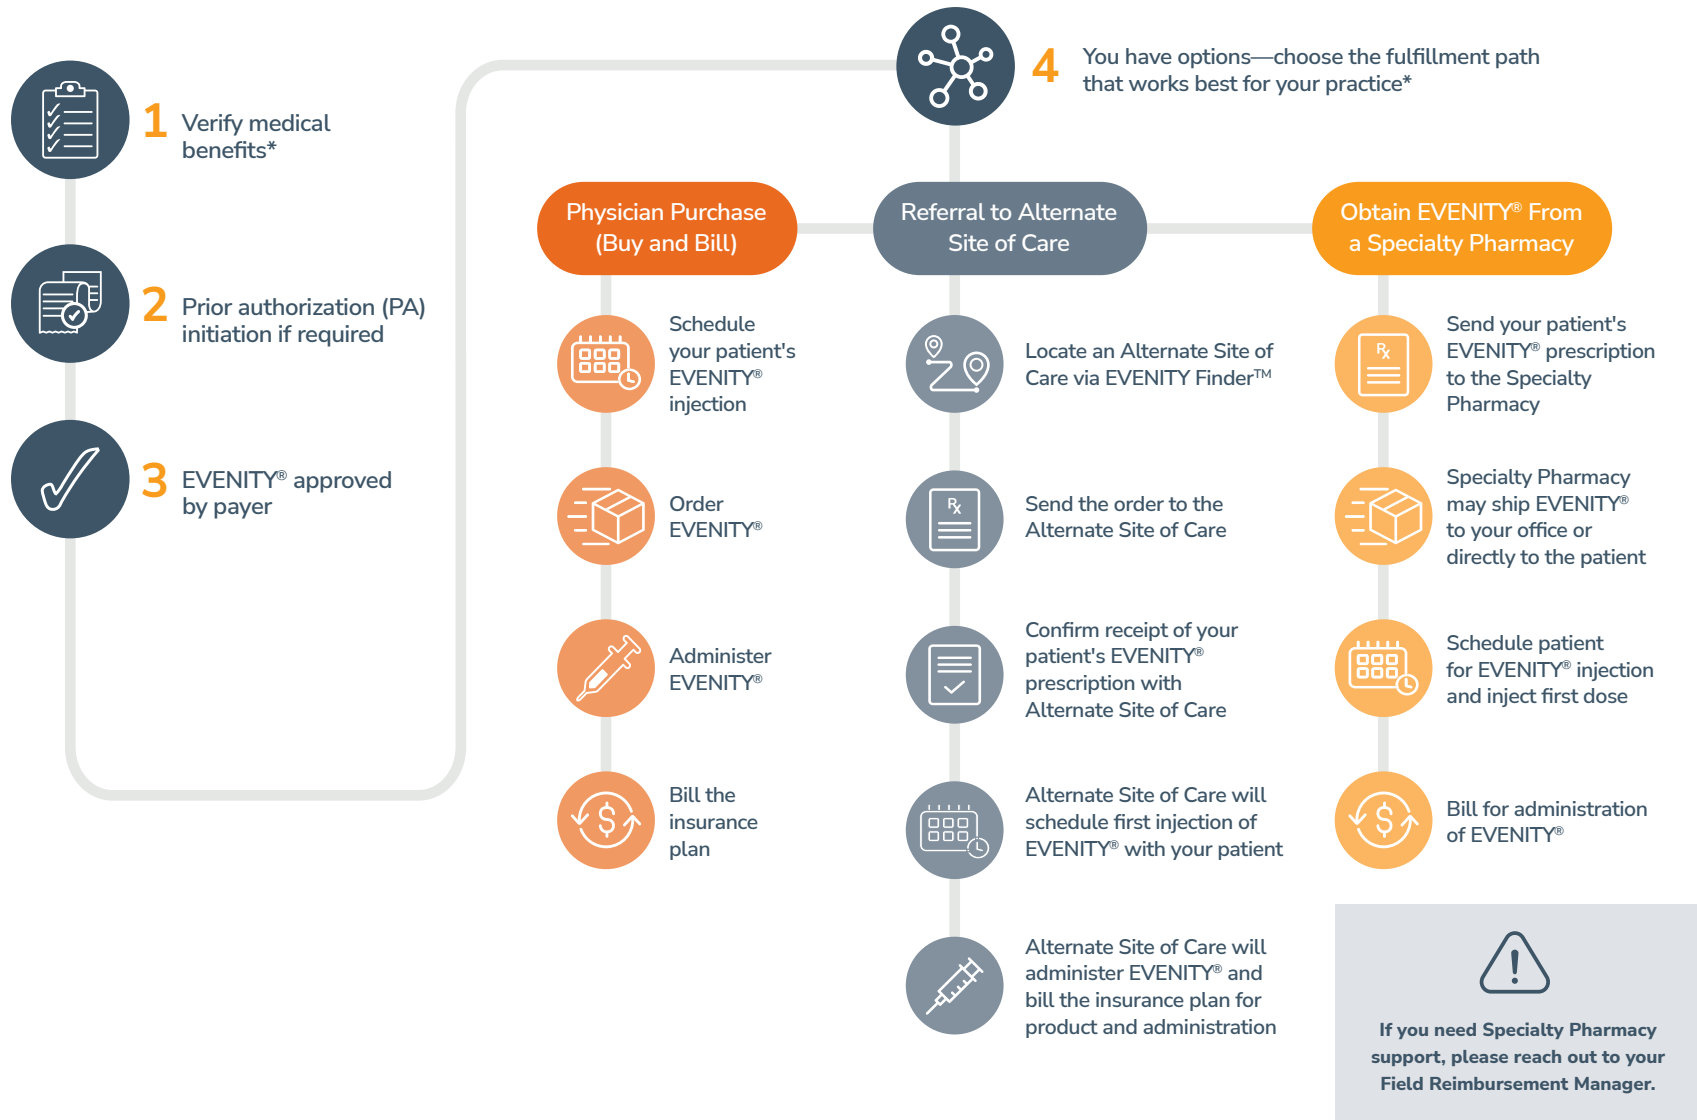 1 Verify medical
benefits*
2 Prior authorization (PA)
initiation if required
3 EVENITY® approved
by payer
4 You have options—choose the fulfillment path
that works best for your practice*
Physician Purchase
(Buy and Bill)
Schedule
your patient's
EVENITY®
injection
Order
EVENITY®
Administer
EVENITY®
Bill the
insurance
plan
Referral to Alternate
Site of Care
Locate an Alternate Site of
Care via EVENITY Finder™
Rx
Send the order to the
Alternate Site of Care
Confirm receipt of your
patient's EVENITY®
prescription with
Alternate Site of Care
Alternate Site of Care will
schedule first injection of
EVENITY® with your patient
Alternate Site of Care will
administer EVENITY® and
bill the insurance plan for
product and administration
Obtain EVENITY® From
a Specialty Pharmacy
Rx
Send your patient's
EVENITY® prescription
to the Specialty
Pharmacy
Specialty Pharmacy
may ship EVENITY®
to your office or
directly to the patient
Schedule patient
for EVENITY® injection
and inject first dose
Bill for administration
of EVENITY®
If you need Specialty Pharmacy
support, please reach out to your
Field Reimbursement Manager.